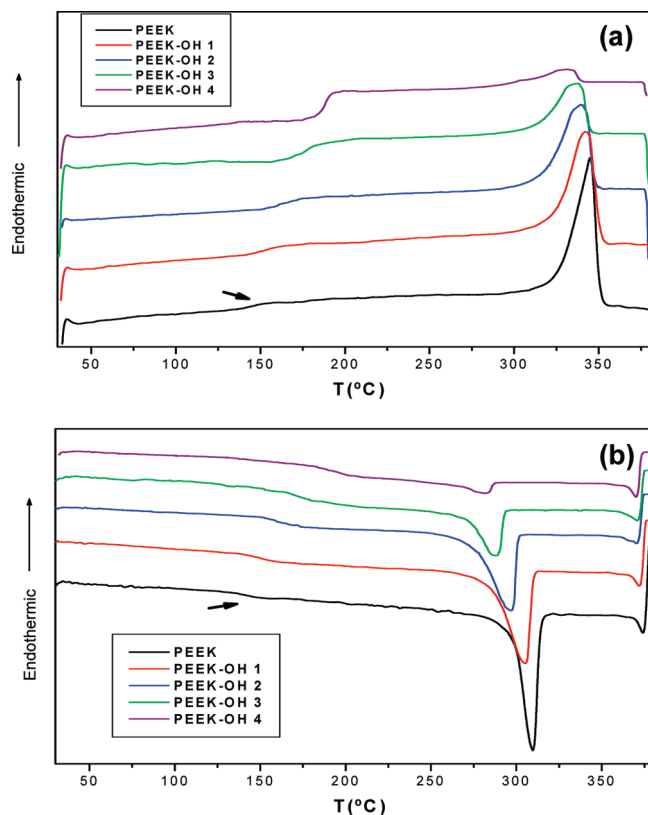 PEEK
PEEK-OH 1
PEEK-OH 2
PEEK-OH 3
PEEK-OH 4
(a)
Endothermic
50 100 150 200 250 300 350
T(ºC)
(b)
Endothermic
PEEK
PEEK-OH 1
PEEK-OH 2
PEEK-OH 3
PEEK-OH 4
50 100 150 200 250 300 350
T(ºC)